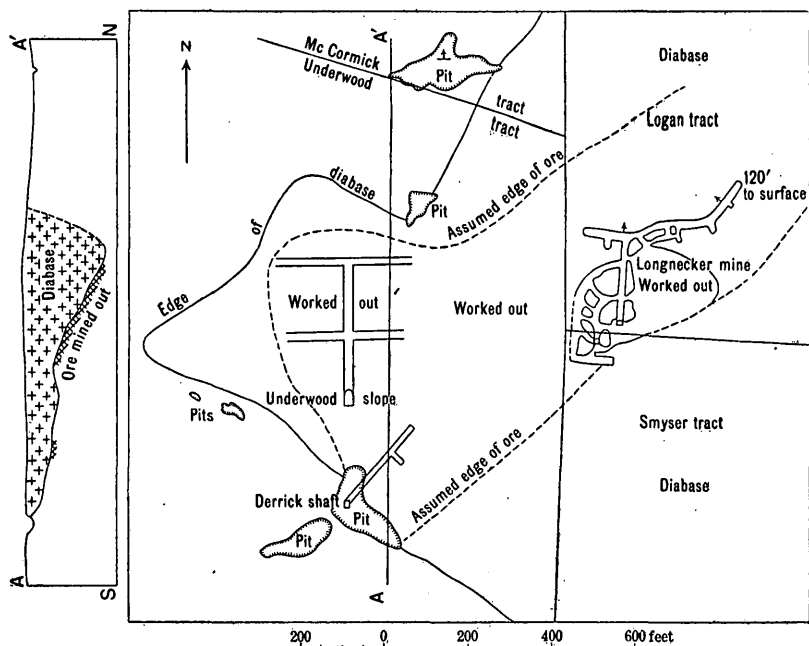 A'
N
Diabase
Ore mined out
A
S
N
A'
Mc Cormick
Underwood
Pit
tract
tract
Diabase
Logan tract
diabase
Pit
Assumed edge of ore
120'
to surface
of
Edge
Worked out
Worked out
Longnecker mine
Worked out
Underwood slope
Pits
Smyser tract
Assumed edge of ore
Diabase
Derrick shaft
Pit
Pit
A
200 0 200 400 600 feet